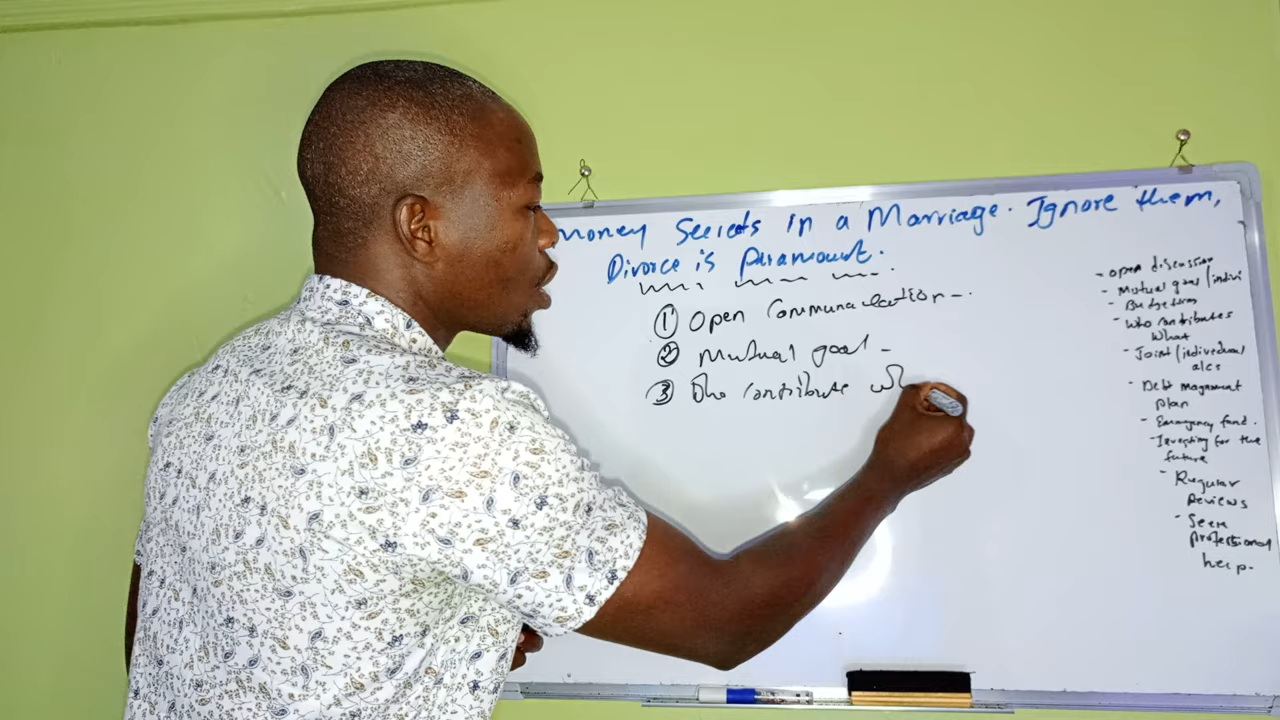 money Secrets in a Marriage. Ignore them,
Divorce is Paramount.
① Open Communication -.
② Mutual goal -
③ Who contribute wh
- open discussion
- Mutual goal / indivi
- Budgeting
- Who contributes
What
- Joint / individual
a/cs
- Debt management
plan
- Emergency fund.
- Investing for the
future
- Regular
Reviews
- Seek
professional
help.